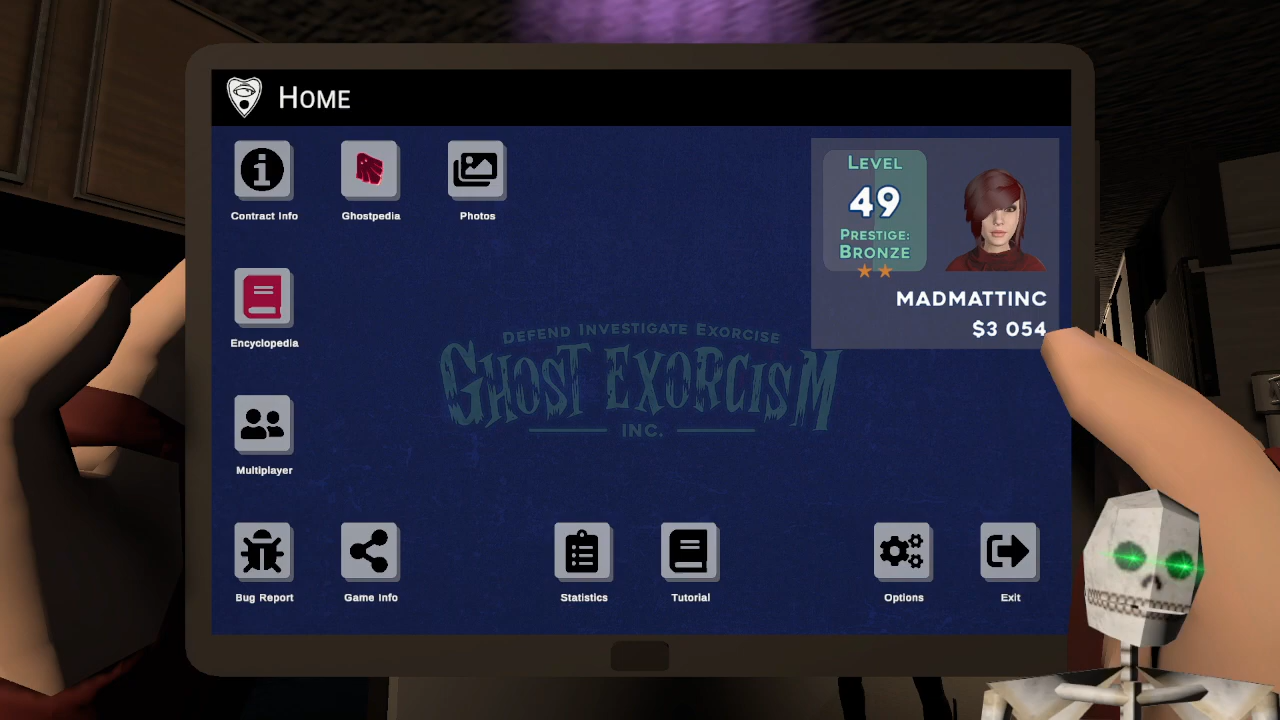 Home
Contract Info
Ghostpedia
Photos
Level
49
Prestige:
Bronze
MADMATTINC
$3 054
Encyclopedia
Defend Investigate Exorcise
Ghost Exorcism
INC.
Multiplayer
Bug Report
Game Info
Statistics
Tutorial
Options
Exit